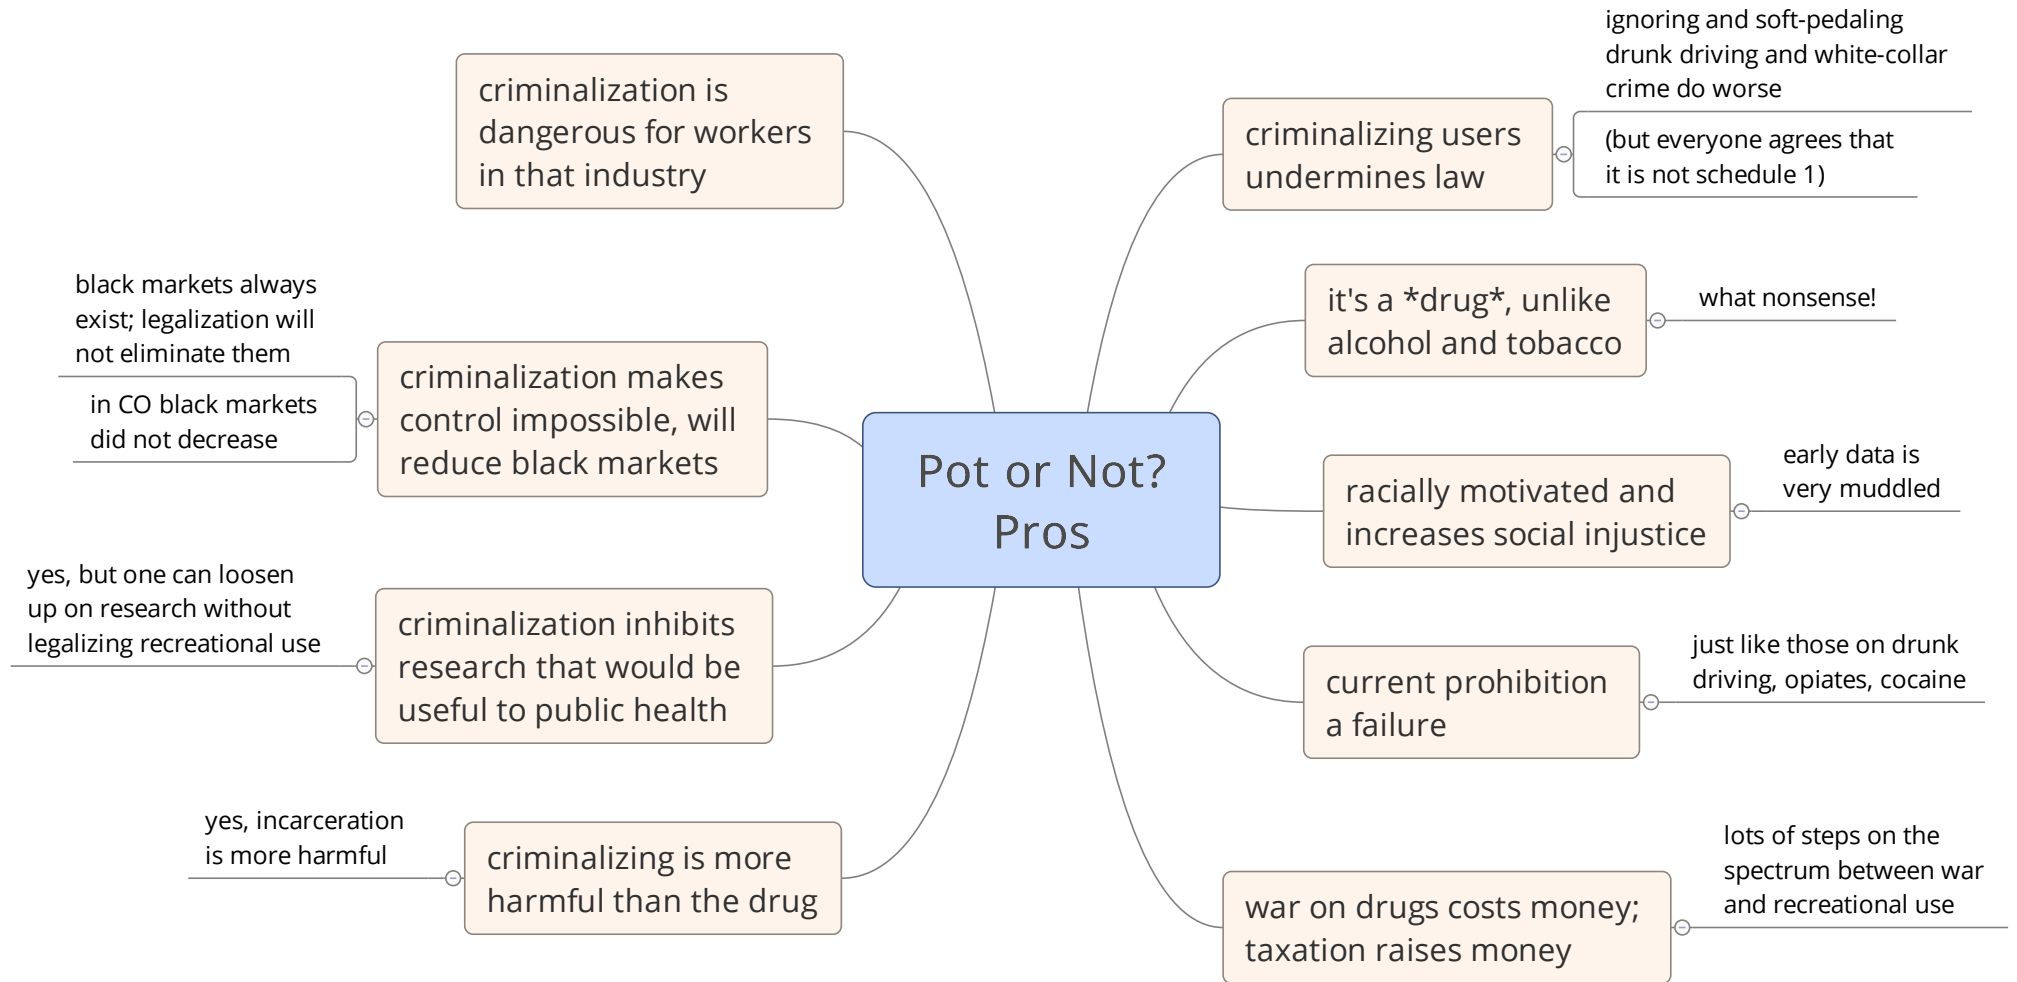 Pot or Not?
Pros
criminalization is
dangerous for workers
in that industry
criminalization makes
control impossible, will
reduce black markets
black markets always
exist; legalization will
not eliminate them
in CO black markets
did not decrease
criminalization inhibits
research that would be
useful to public health
yes, but one can loosen
up on research without
legalizing recreational use
criminalizing is more
harmful than the drug
yes, incarceration
is more harmful
criminalizing users
undermines law
ignoring and soft-pedaling
drunk driving and white-collar
crime do worse
(but everyone agrees that
it is not schedule 1)
it's a *drug*, unlike
alcohol and tobacco
what nonsense!
racially motivated and
increases social injustice
early data is
very muddled
current prohibition
a failure
just like those on drunk
driving, opiates, cocaine
war on drugs costs money;
taxation raises money
lots of steps on the
spectrum between war
and recreational use